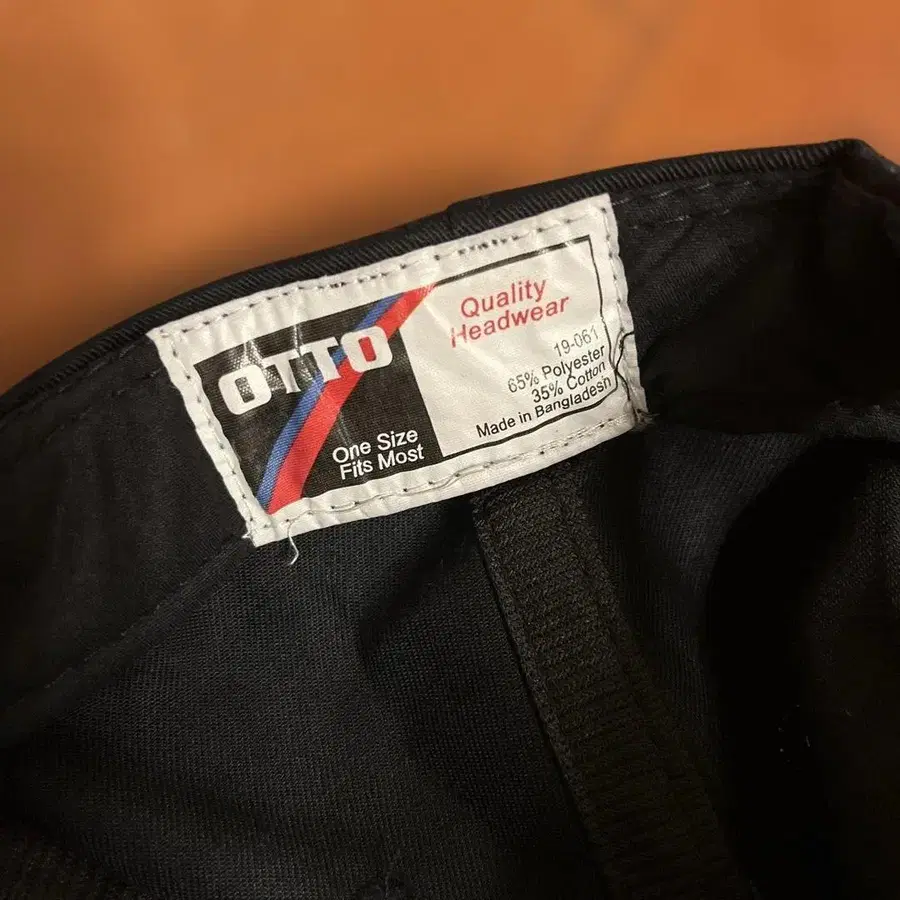 OTTO
One Size
Fits Most
Quality
Headwear
19-061
65% Polyester
35% Cotton
Made in Bangladesh